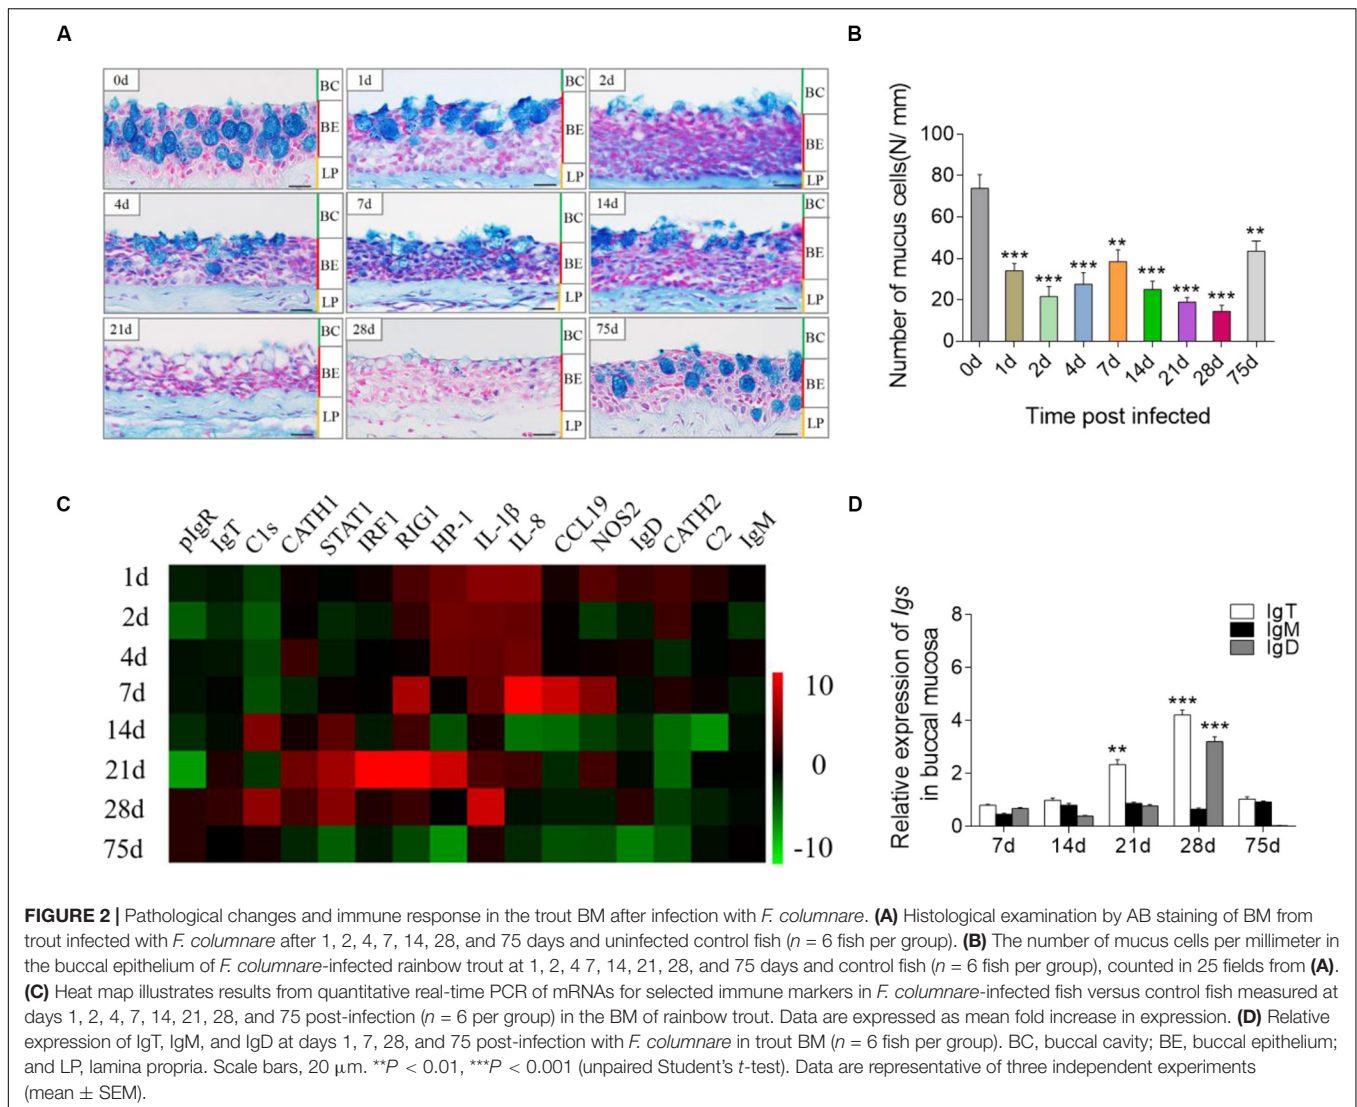 A
0d
BC
BE
LP
1d
BC
BE
LP
2d
BC
BE
LP
4d
BC
BE
LP
7d
BC
BE
LP
14d
BC
BE
LP
21d
BC
BE
LP
28d
BC
BE
LP
75d
BC
BE
LP
B
Number of mucus cells(N/ mm)
100
80
60
40
20
0
***
***
***
**
***
***
***
**
0d 1d 2d 4d 7d 14d 21d 28d 75d
Time post infected
C
pIgR IgT C1s CATH1 STAT1 IRF1 RIG1 HP-1 IL-1β IL-8 CCL19 NOS2 IgD CATH2 C2 IgM
1d
2d
4d
7d
14d
21d
28d
75d
10
0
-10
D
Relative expression of Igs
in buccal mucosa
8
6
4
2
0
IgT
IgM
IgD
**
***
***
7d 14d 21d 28d 75d
FIGURE 2 | Pathological changes and immune response in the trout BM after infection with F. columnare. (A) Histological examination by AB staining of BM from
trout infected with F. columnare after 1, 2, 4, 7, 14, 28, and 75 days and uninfected control fish (n = 6 fish per group). (B) The number of mucus cells per millimeter in
the buccal epithelium of F. columnare-infected rainbow trout at 1, 2, 4 7, 14, 21, 28, and 75 days and control fish (n = 6 fish per group), counted in 25 fields from (A).
(C) Heat map illustrates results from quantitative real-time PCR of mRNAs for selected immune markers in F. columnare-infected fish versus control fish measured at
days 1, 2, 4, 7, 14, 21, 28, and 75 post-infection (n = 6 per group) in the BM of rainbow trout. Data are expressed as mean fold increase in expression. (D) Relative
expression of IgT, IgM, and IgD at days 1, 7, 28, and 75 post-infection with F. columnare in trout BM (n = 6 fish per group). BC, buccal cavity; BE, buccal epithelium;
and LP, lamina propria. Scale bars, 20 μm. **P < 0.01, ***P < 0.001 (unpaired Student's t-test). Data are representative of three independent experiments
(mean ± SEM).